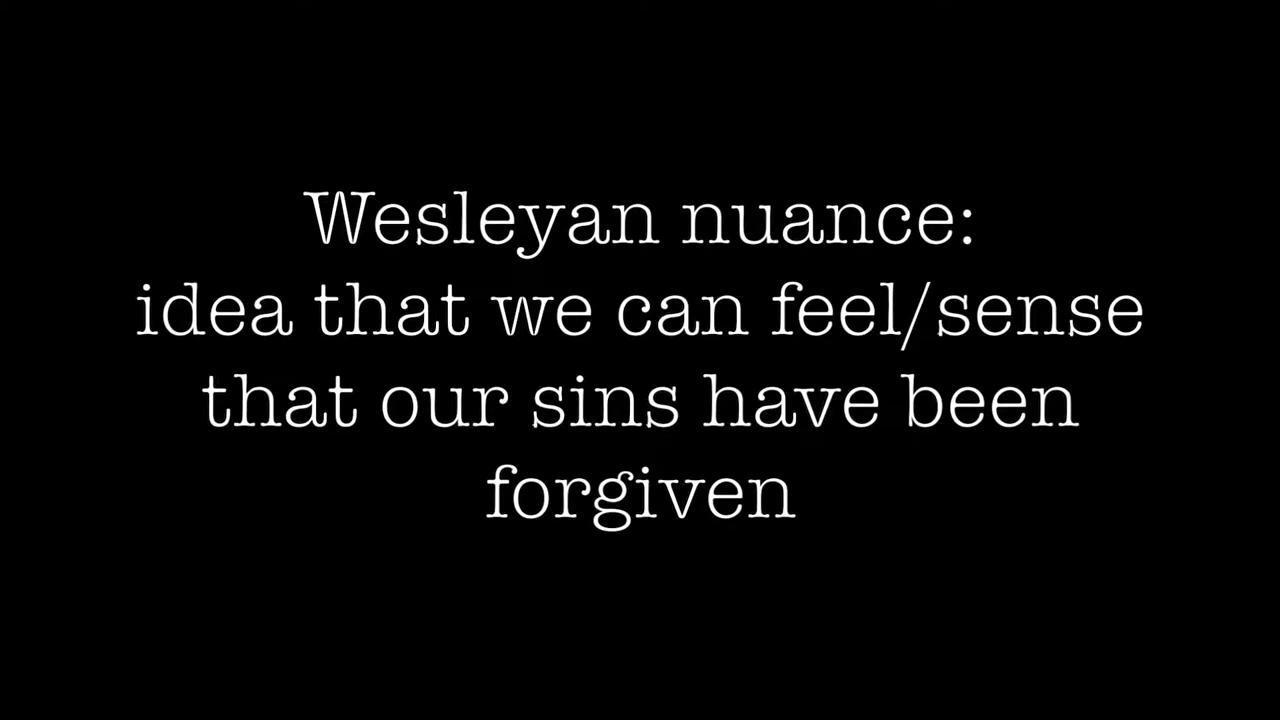 Wesleyan nuance:
idea that we can feel/sense
that our sins have been
forgiven